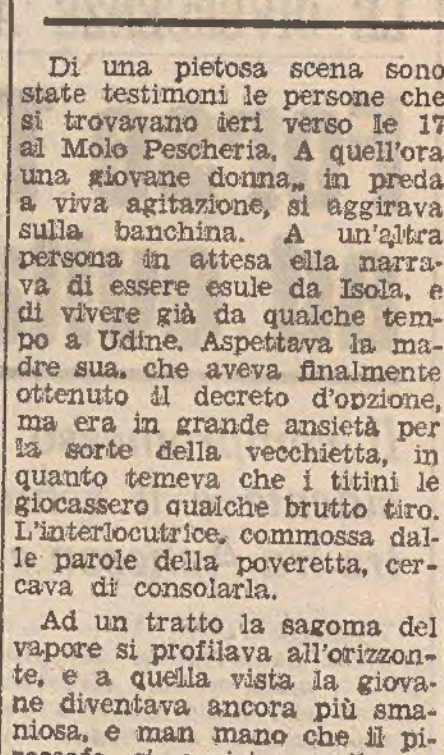 Di una pietosa scena sono
state testimoni le persone che
si trovavano ieri verso le 17
al Molo Pescheria. A quell'ora
una giovane donna,, in preda
a viva agitazione, si aggirava
sulla banchina. A un'altra
persona in attesa ella narra-
va di essere esule da Isola, e
di vivere già da qualche tem-
po a Udine. Aspettava la ma-
dre sua, che aveva finalmente
ottenuto il decreto d'opzione,
ma era in grande ansietà per
la sorte della vecchietta, in
quanto temeva che i titini le
giocassero qualche brutto tiro.
L'interlocutrice, commossa dal-
le parole della poveretta, cer-
cava di consolarla.
Ad un tratto la sagoma del
vapore si profilava all'orizzon-
te, e a quella vista la giova-
ne diventava ancora più sma-
niosa, e man mano che il pi-